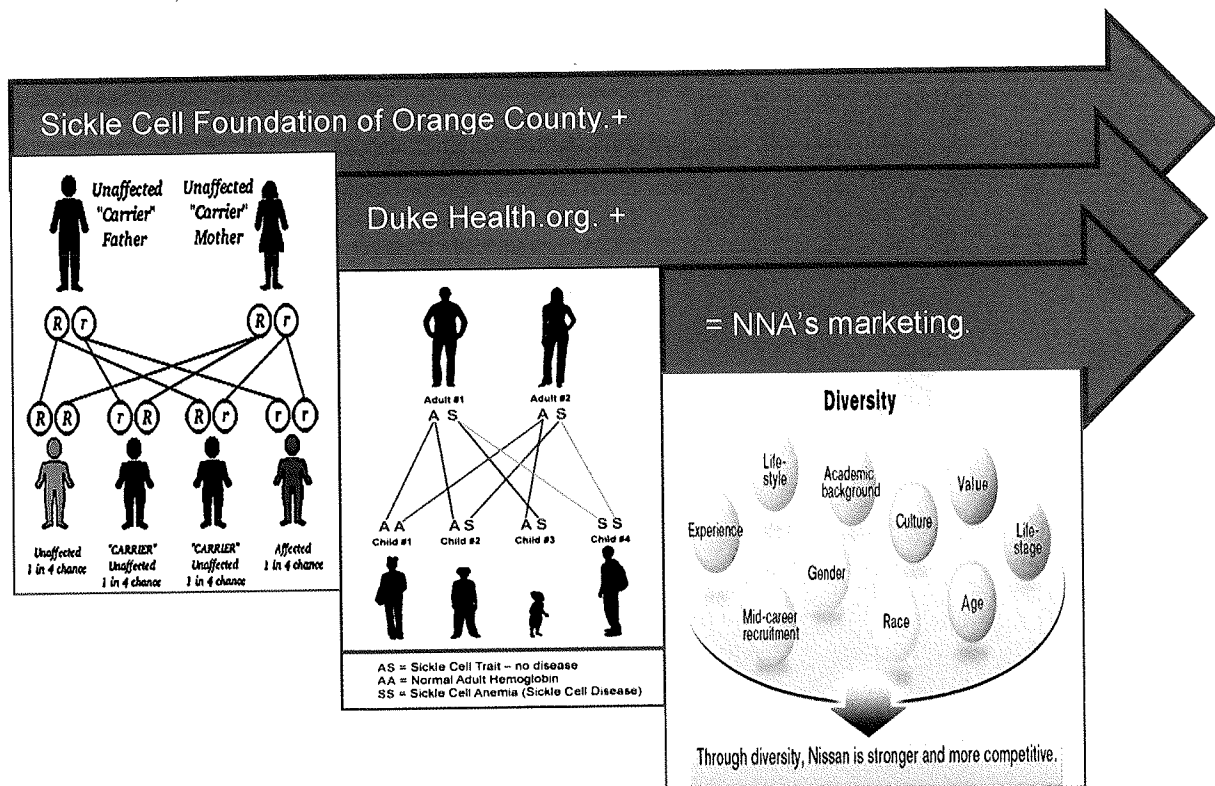 Sickle Cell Foundation of Orange County.+
Unaffected
"Carrier"
Father
Unaffected
"Carrier"
Mother
R r
R r
R R
r R
R r
r r
Unaffected
1 in 4 chance
"CARRIER"
Unaffected
1 in 4 chance
"CARRIER"
Unaffected
1 in 4 chance
Affected
1 in 4 chance
Duke Health.org. +
Adult #1
Adult #2
A S
A S
A A
A S
A S
S S
Child #1
Child #2
Child #3
Child #4
AS = Sickle Cell Trait – no disease
AA = Normal Adult Hemoglobin
SS = Sickle Cell Anemia (Sickle Cell Disease)
= NNA's marketing.
Diversity
Life-
style
Academic
background
Value
Experience
Culture
Life-
stage
Gender
Mid-career
recruitment
Race
Age
Through diversity, Nissan is stronger and more competitive.